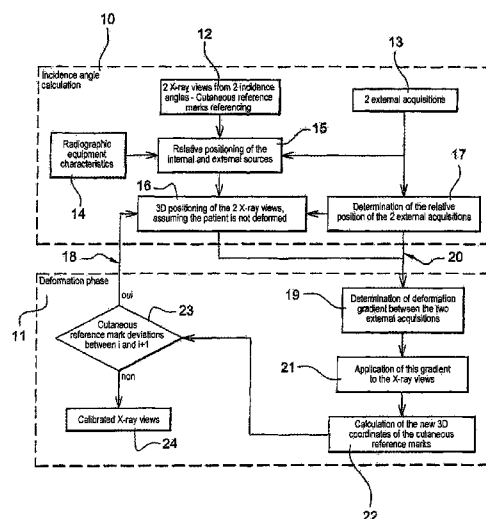 10
12
13
Incidence angle
calculation
2 X-ray views from 2 incidence
angles - Cutaneous reference
marks referencing
2 external acquisitions
15
Radiographic
equipment
characteristics
14
Relative positioning of the
internal and external sources
17
16
3D positioning of the 2 X-ray views,
assuming the patient is not deformed
Determination of the relative
position of the 2 external acquisitions
18
20
Deformation phase
11
oui
23
19
Determination of deformation
gradient between the two
external acquisitions
Cutaneous
reference mark deviations
between i and i+1
21
Application of this gradient
to the X-ray views
non
Calibrated X-ray views
24
Calculation of the new 3D
coordinates of the cutaneous
reference marks
22